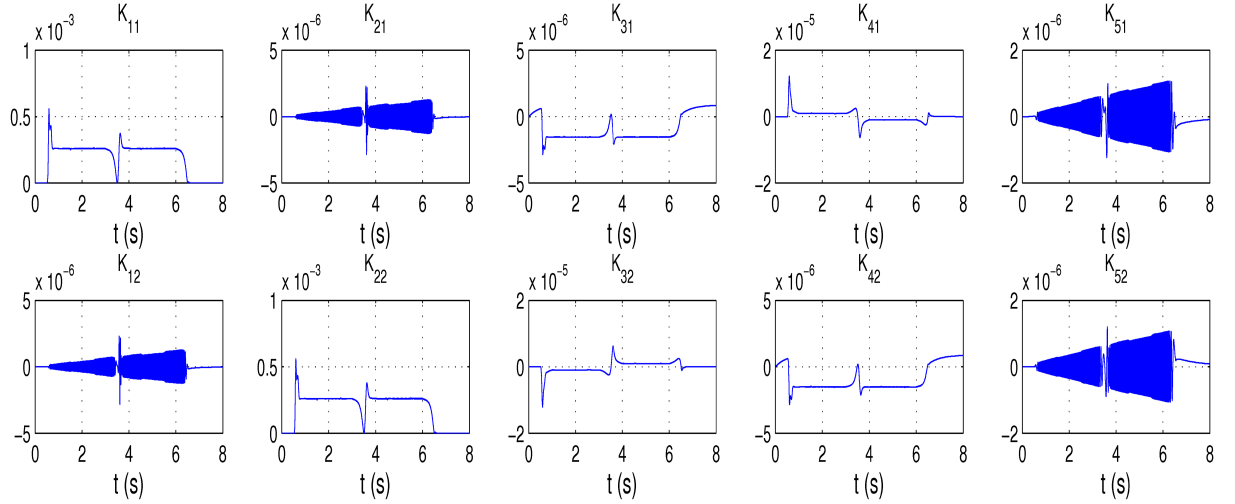 K11 K21 K31 K41 K51
x 10^−3 x 10^−6 x 10^−6 x 10^−5 x 10^−6
1 5 5 2 2
0.5 0 0 0 0
0 −5 −5 −2 −2
0 2 4 6 8 0 2 4 6 8 0 2 4 6 8 0 2 4 6 8 0 2 4 6 8
t (s) t (s) t (s) t (s) t (s)
K12 K22 K32 K42 K52
x 10^−6 x 10^−3 x 10^−5 x 10^−6 x 10^−6
5 1 2 5 2
0 0.5 0 0 0
−5 0 −2 −5 −2
0 2 4 6 8 0 2 4 6 8 0 2 4 6 8 0 2 4 6 8 0 2 4 6 8
t (s) t (s) t (s) t (s) t (s)